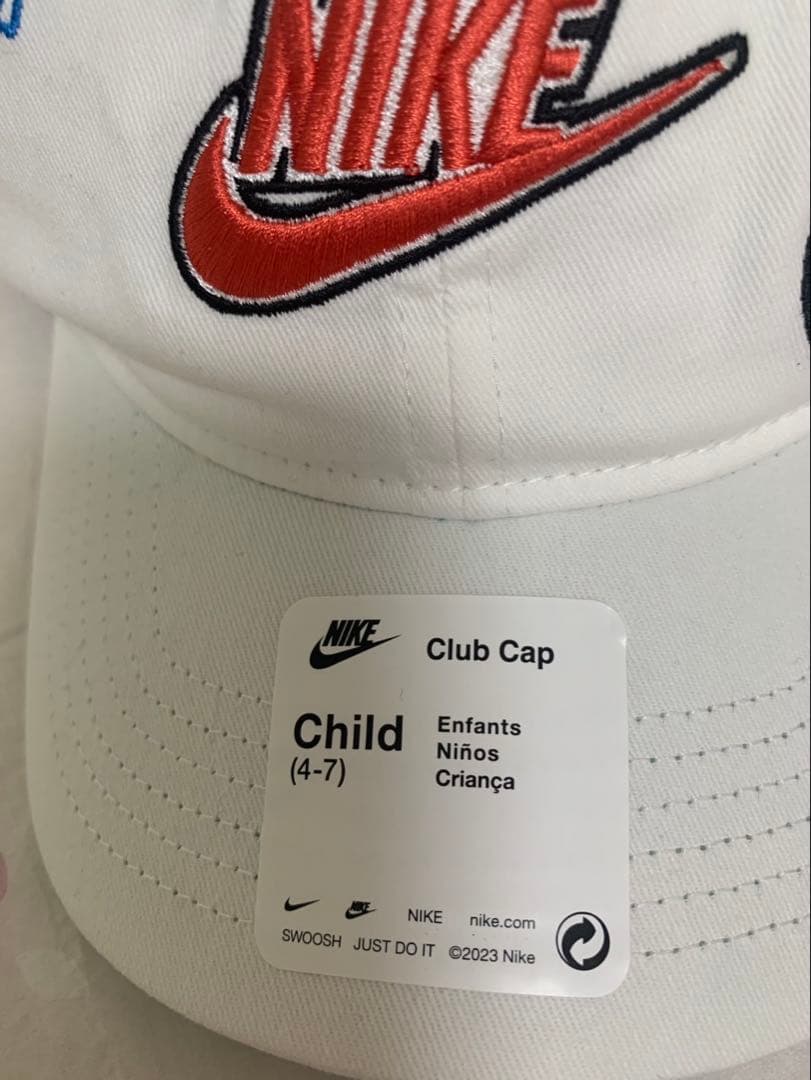 NIKE
NIKE Club Cap
Child
(4-7)
Enfants
Niños
Criança
NIKE NIKE nike.com
SWOOSH JUST DO IT ©2023 Nike